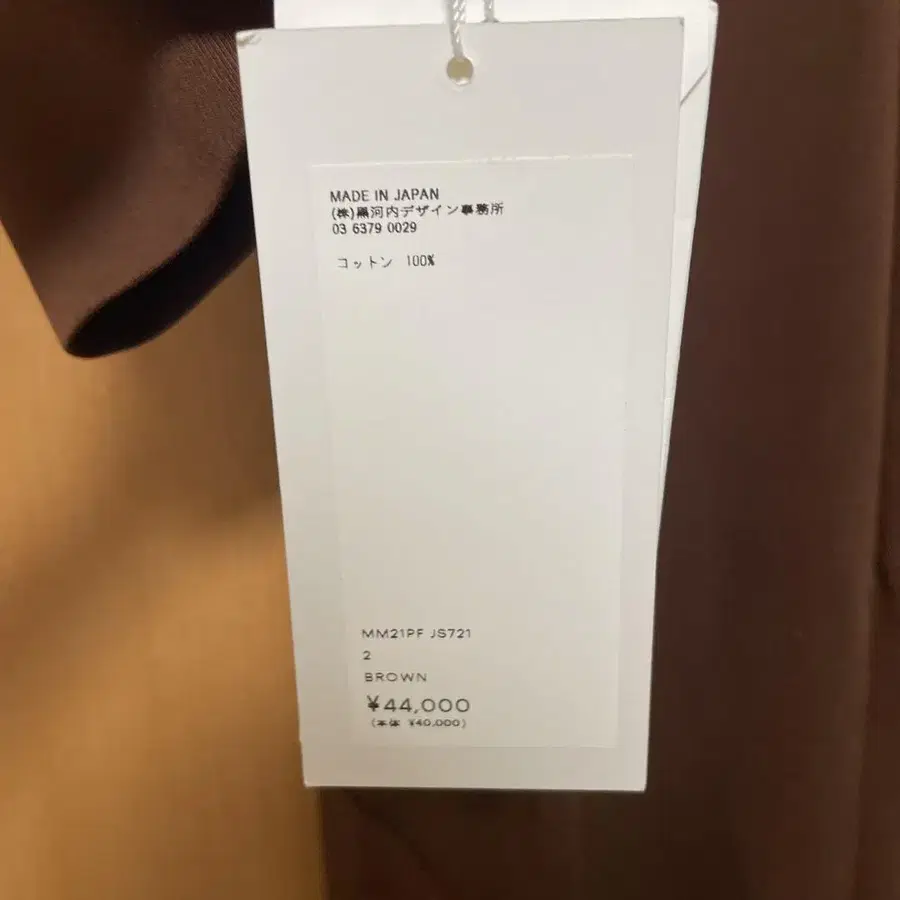 MADE IN JAPAN
(株)黒河内デザイン事務所
03 6379 0029
コットン 100%
MM21PF JS721
2
BROWN
¥44,000
(本体 ¥40,000)